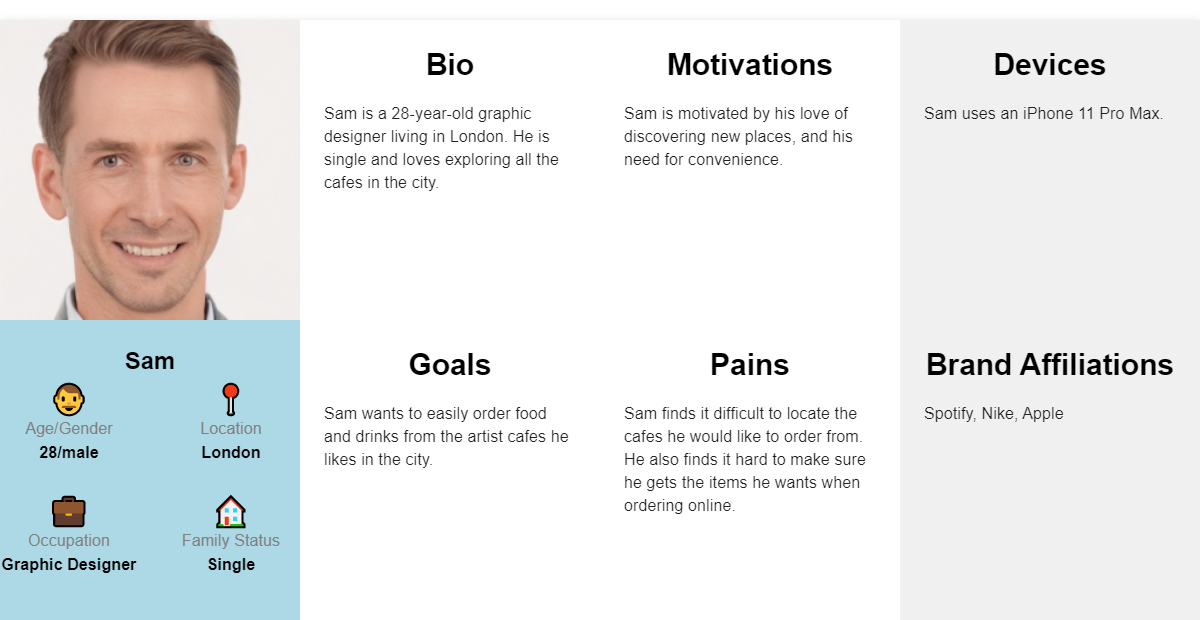 Bio
Sam is a 28-year-old graphic
designer living in London. He is
single and loves exploring all the
cafes in the city.
Motivations
Sam is motivated by his love of
discovering new places, and his
need for convenience.
Devices
Sam uses an iPhone 11 Pro Max.
Sam
Age/Gender
28/male
Location
London
Occupation
Graphic Designer
Family Status
Single
Goals
Sam wants to easily order food
and drinks from the artist cafes he
likes in the city.
Pains
Sam finds it difficult to locate the
cafes he would like to order from.
He also finds it hard to make sure
he gets the items he wants when
ordering online.
Brand Affiliations
Spotify, Nike, Apple